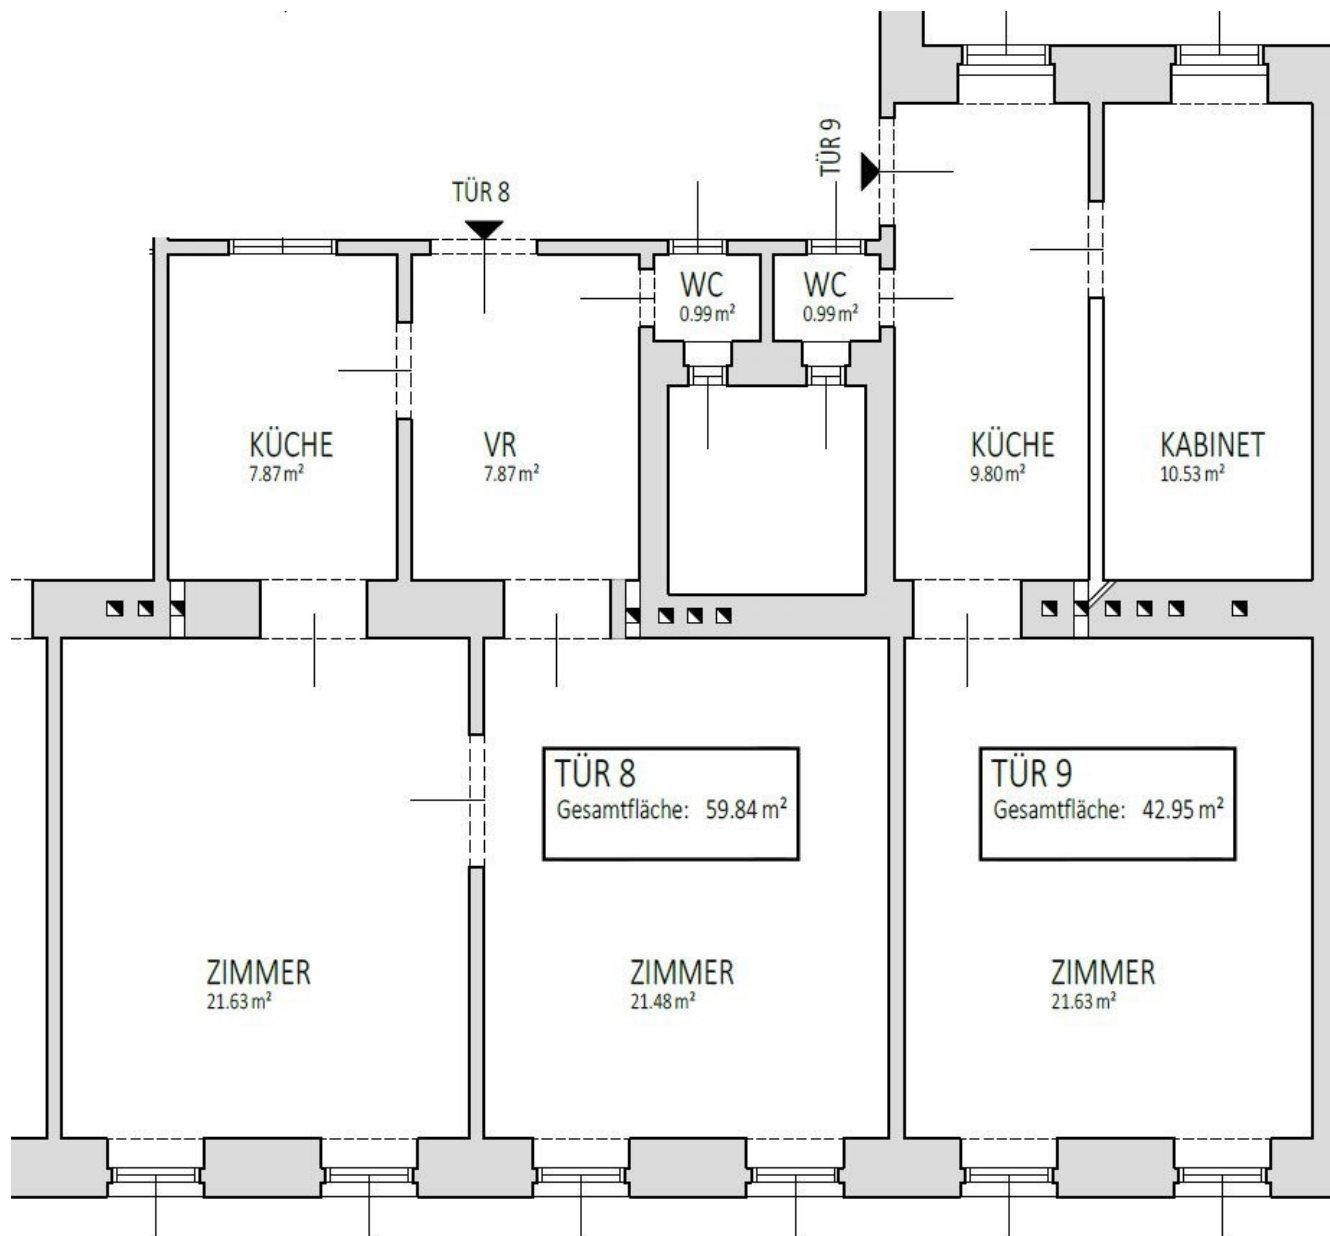 TÜR 9
TÜR 8
WC
0.99 m²
WC
0.99 m²
KÜCHE
7.87 m²
VR
7.87 m²
KÜCHE
9.80 m²
KABINET
10.53 m²
TÜR 8
Gesamtfläche: 59.84 m²
TÜR 9
Gesamtfläche: 42.95 m²
ZIMMER
21.63 m²
ZIMMER
21.48 m²
ZIMMER
21.63 m²